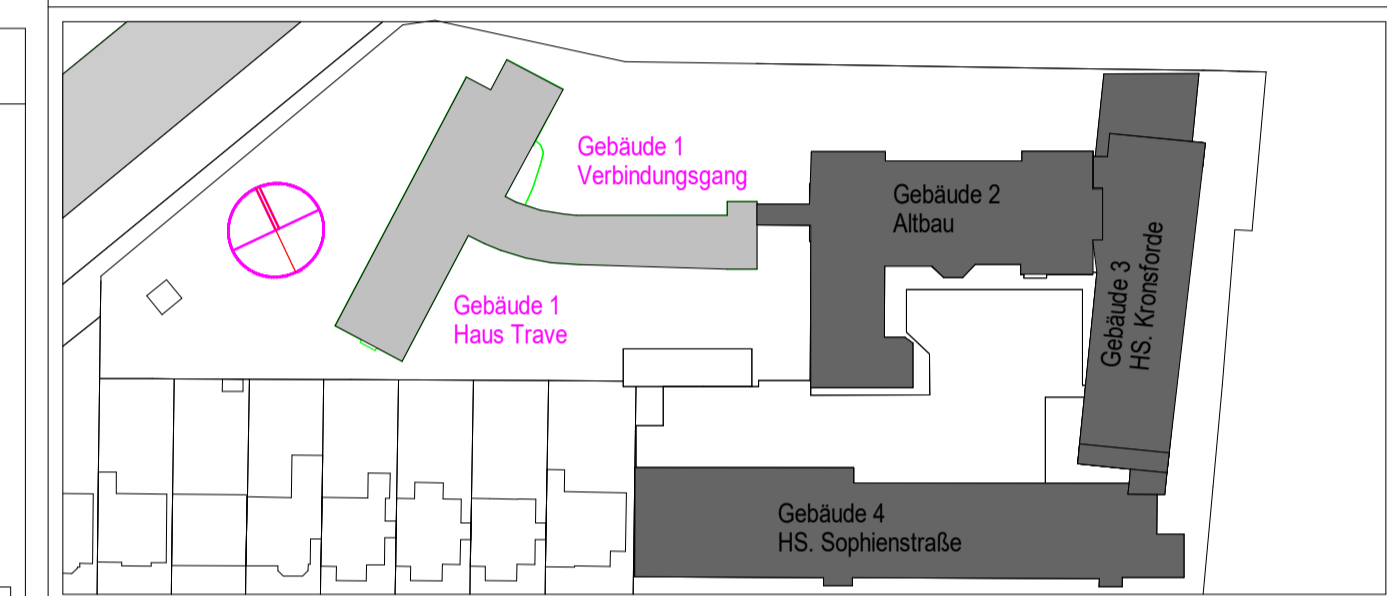 Gebäude 1
Verbindungsgang
Gebäude 2
Altbau
Gebäude 3
HS. Kronsforde
Gebäude 1
Haus Trave
Gebäude 4
HS. Sophienstraße